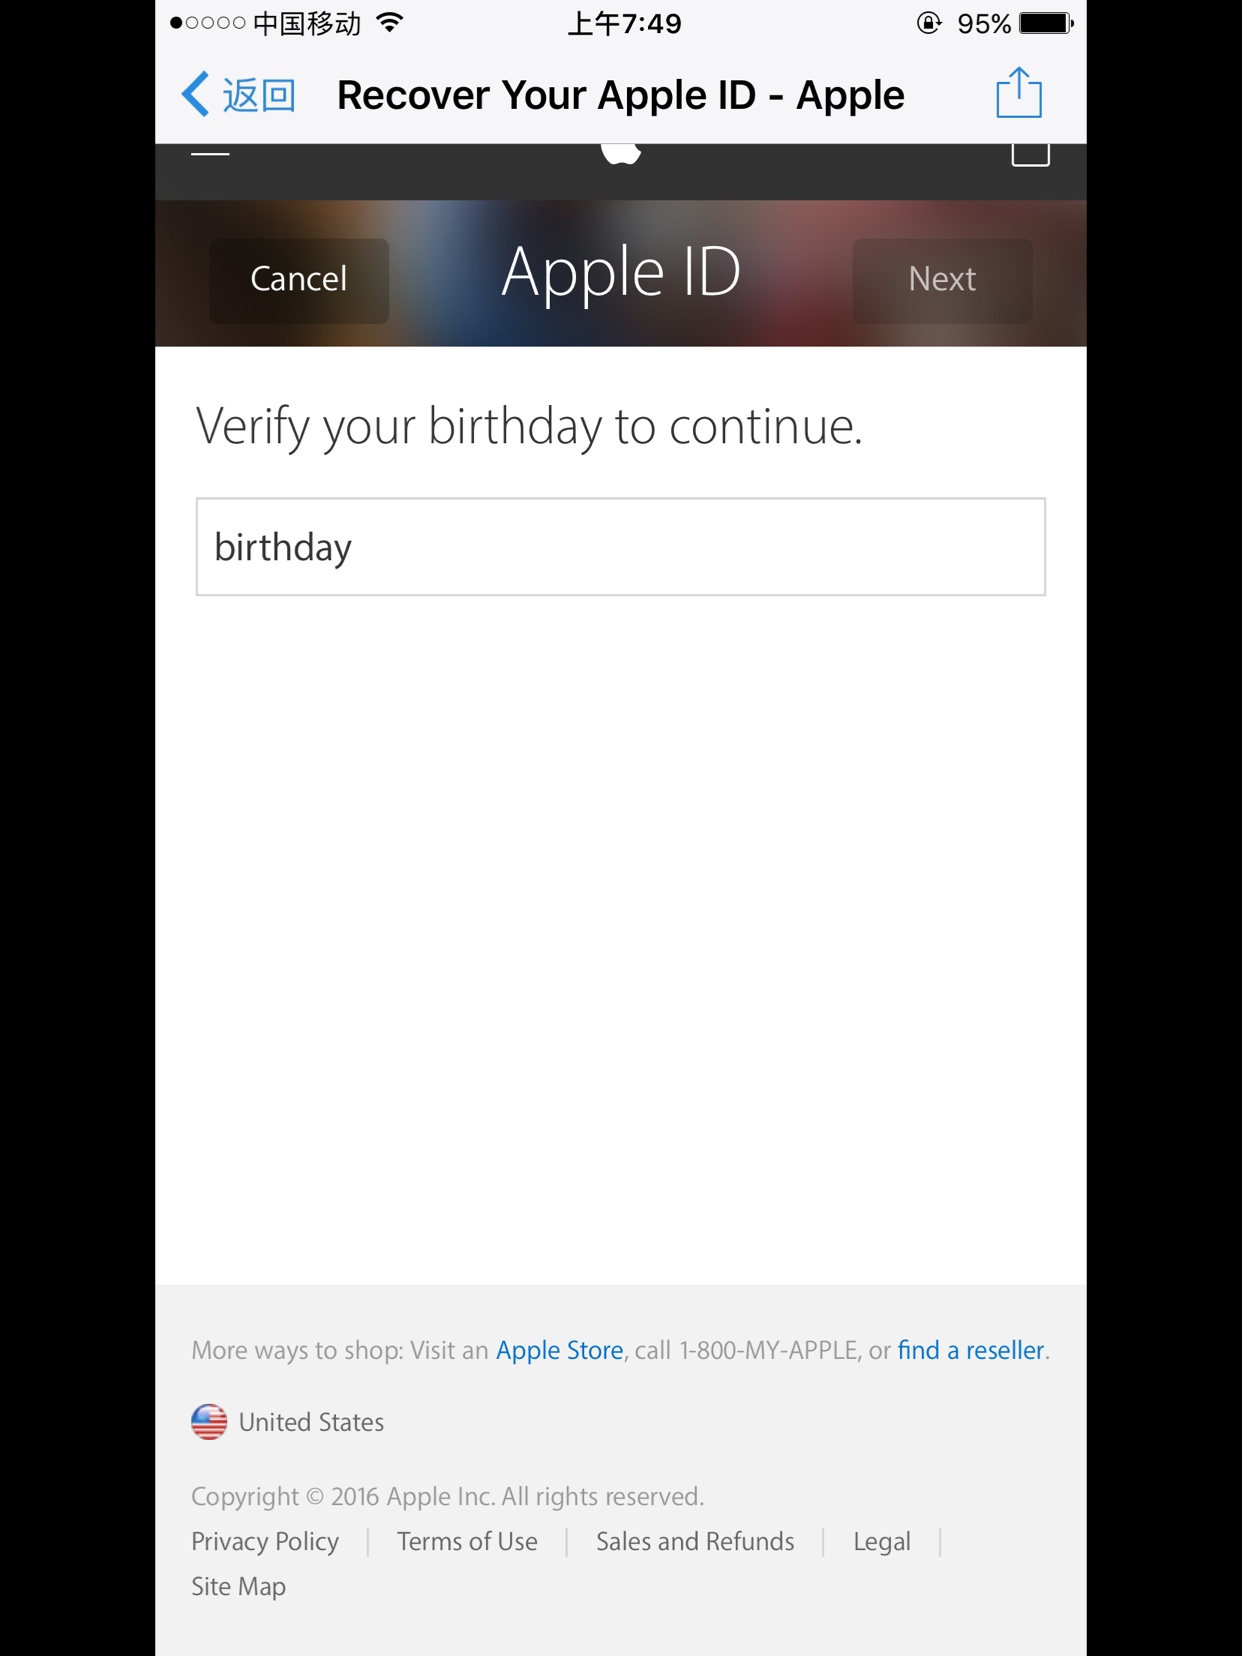 中国移动 上午7:49 95%
返回 Recover Your Apple ID - Apple
Cancel Apple ID Next
Verify your birthday to continue.
birthday
More ways to shop: Visit an Apple Store, call 1-800-MY-APPLE, or find a reseller.
United States
Copyright © 2016 Apple Inc. All rights reserved.
Privacy Policy | Terms of Use | Sales and Refunds | Legal |
Site Map